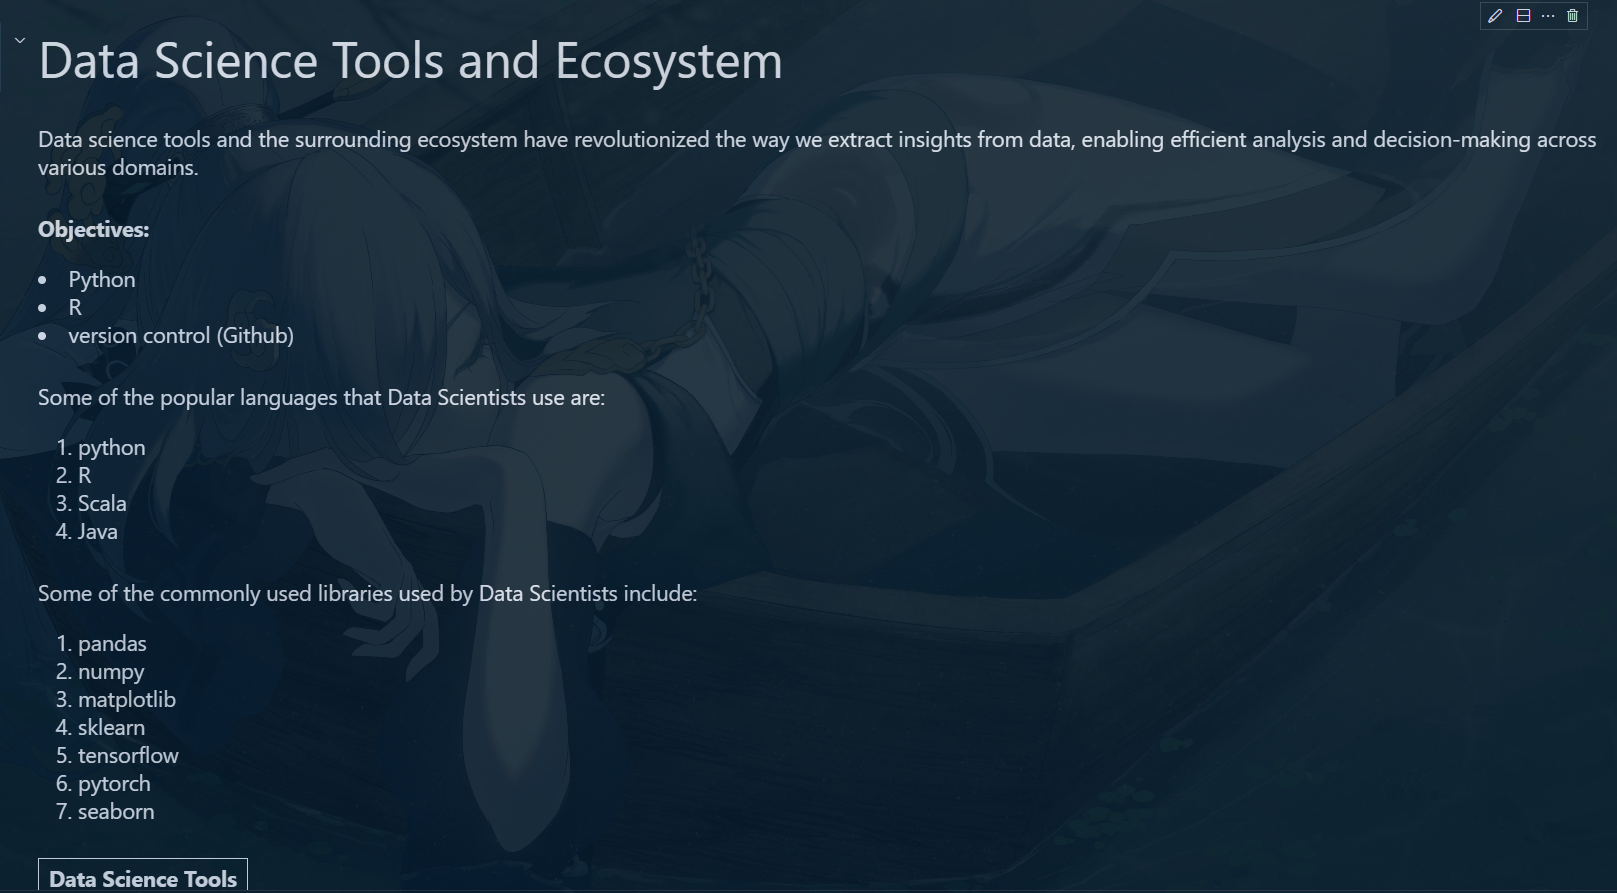 Data Science Tools and Ecosystem
Data science tools and the surrounding ecosystem have revolutionized the way we extract insights from data, enabling efficient analysis and decision-making across
various domains.
Objectives:
• Python
• R
• version control (Github)
Some of the popular languages that Data Scientists use are:
1. python
2. R
3. Scala
4. Java
Some of the commonly used libraries used by Data Scientists include:
1. pandas
2. numpy
3. matplotlib
4. sklearn
5. tensorflow
6. pytorch
7. seaborn
Data Science Tools